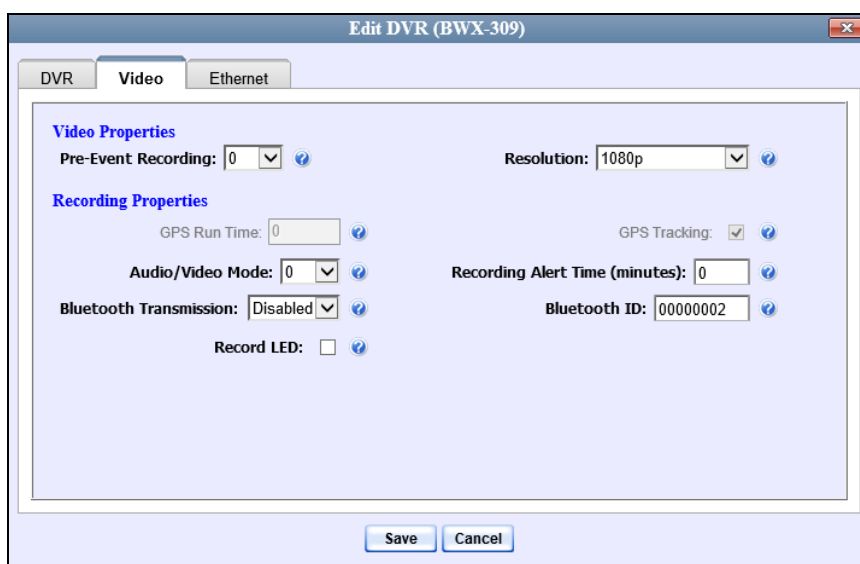 Edit DVR (BWX-309)
DVR Video Ethernet
Video Properties
Pre-Event Recording: 0 Resolution: 1080p
Recording Properties
GPS Run Time: 0 GPS Tracking:
Audio/Video Mode: 0 Recording Alert Time (minutes): 0
Bluetooth Transmission: Disabled Bluetooth ID: 00000002
Record LED:
Save Cancel